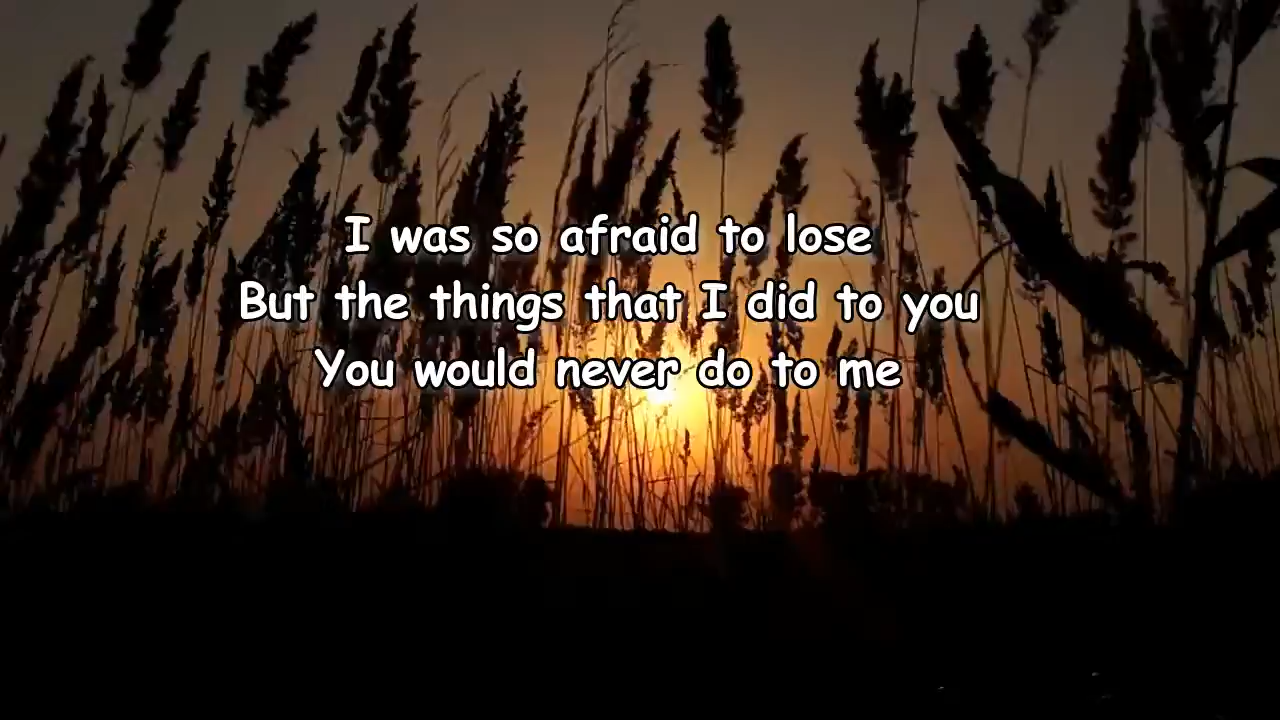 I was so afraid to lose
But the things that I did to you
You would never do to me